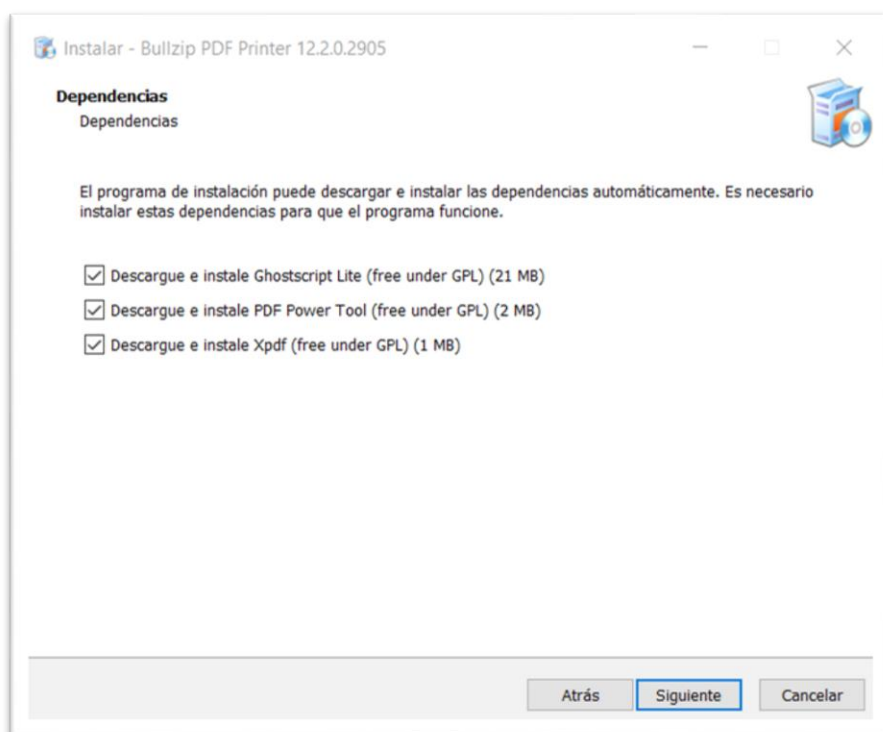 Instalar - Bullzip PDF Printer 12.2.0.2905
Dependencias
Dependencias
El programa de instalación puede descargar e instalar las dependencias automáticamente. Es necesario
instalar estas dependencias para que el programa funcione.
Descargue e instale Ghostscript Lite (free under GPL) (21 MB)
Descargue e instale PDF Power Tool (free under GPL) (2 MB)
Descargue e instale Xpdf (free under GPL) (1 MB)
Atrás
Siguiente
Cancelar